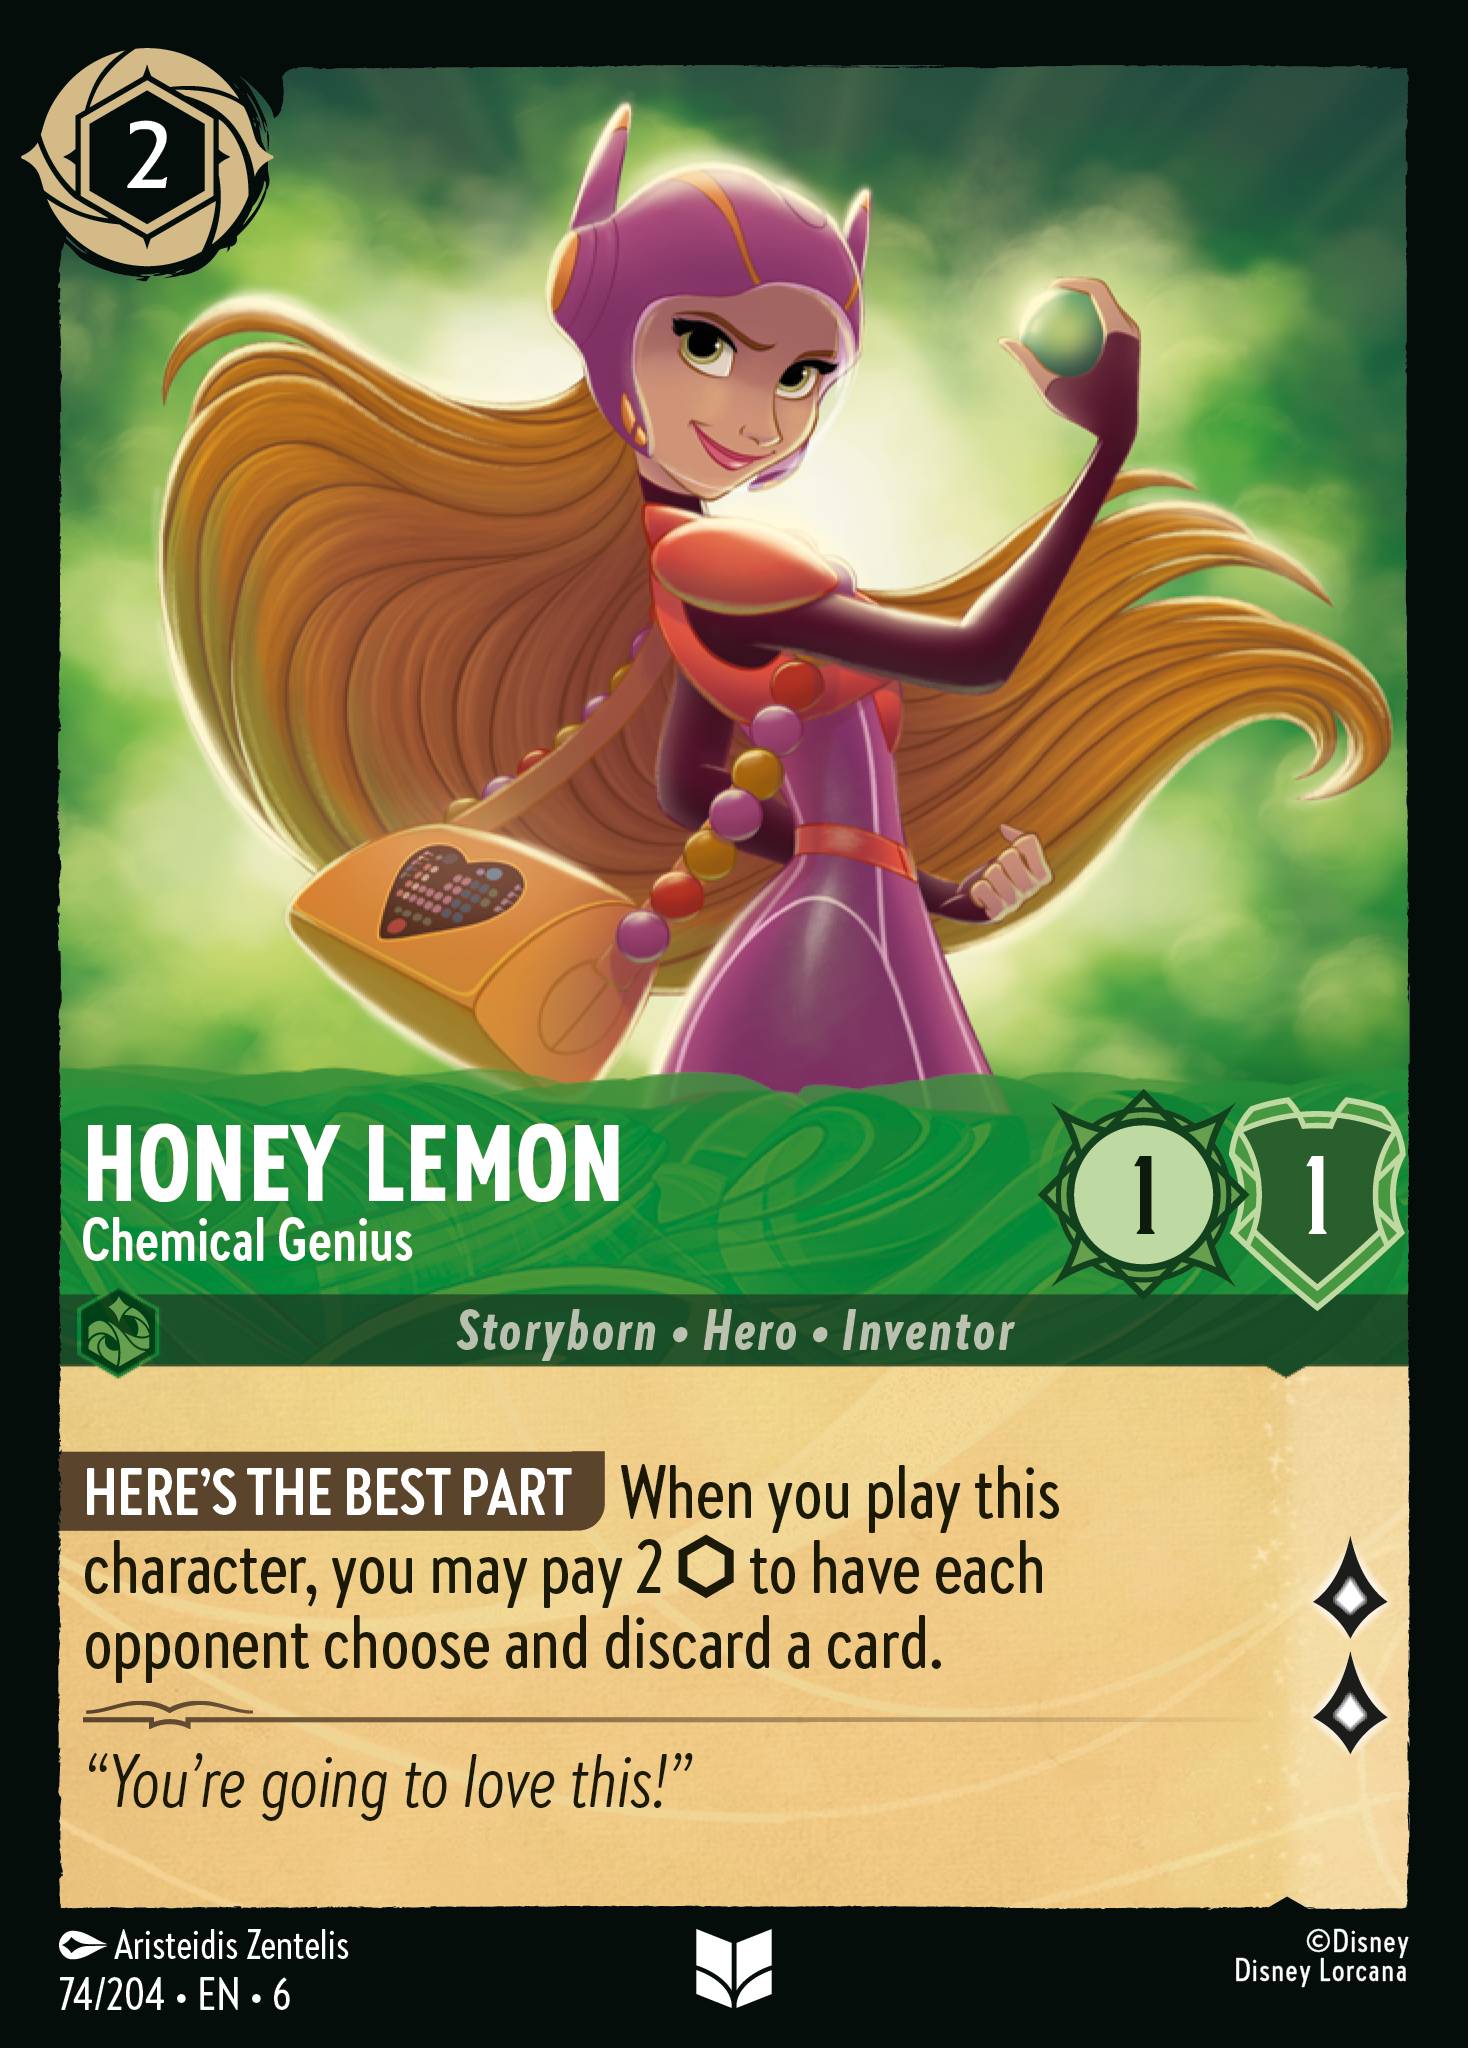 2
HONEY LEMON
Chemical Genius
1 1
Storyborn • Hero • Inventor
HERE'S THE BEST PART When you play this
character, you may pay 2 ⬡ to have each
opponent choose and discard a card.
“You’re going to love this!”
Aristeidis Zentelis
74/204 • EN • 6
©Disney
Disney Lorcana